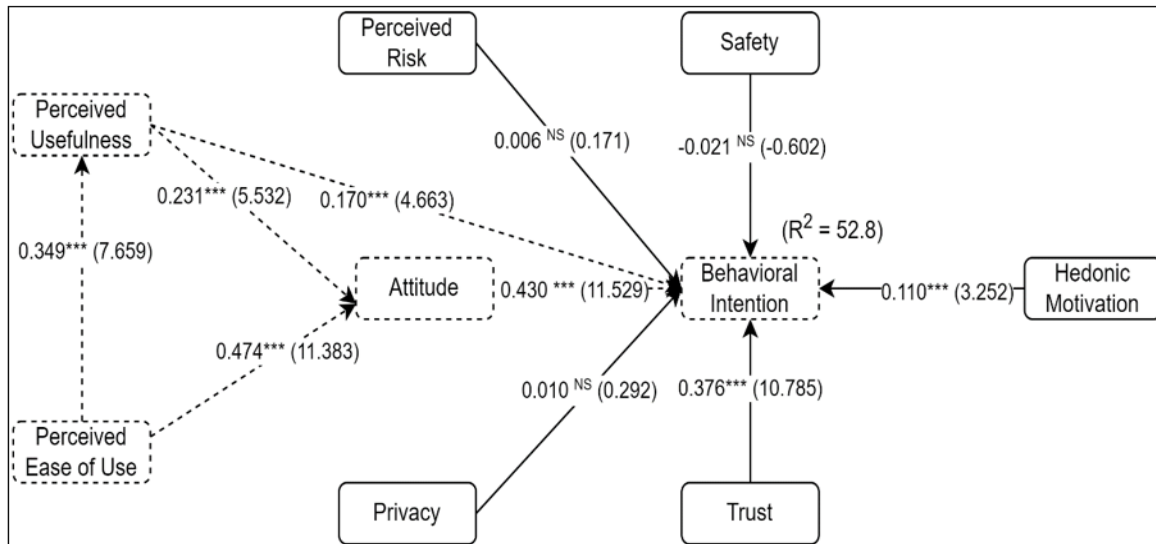 Perceived
Risk
Safety
Perceived
Usefulness
0.006 NS (0.171)
-0.021 NS (-0.602)
0.231*** (5.532)
0.170*** (4.663)
0.349*** (7.659)
(R2 = 52.8)
Attitude
0.430 *** (11.529)
Behavioral
Intention
0.110*** (3.252)
Hedonic
Motivation
0.474*** (11.383)
0.010 NS (0.292)
0.376*** (10.785)
Perceived
Ease of Use
Privacy
Trust